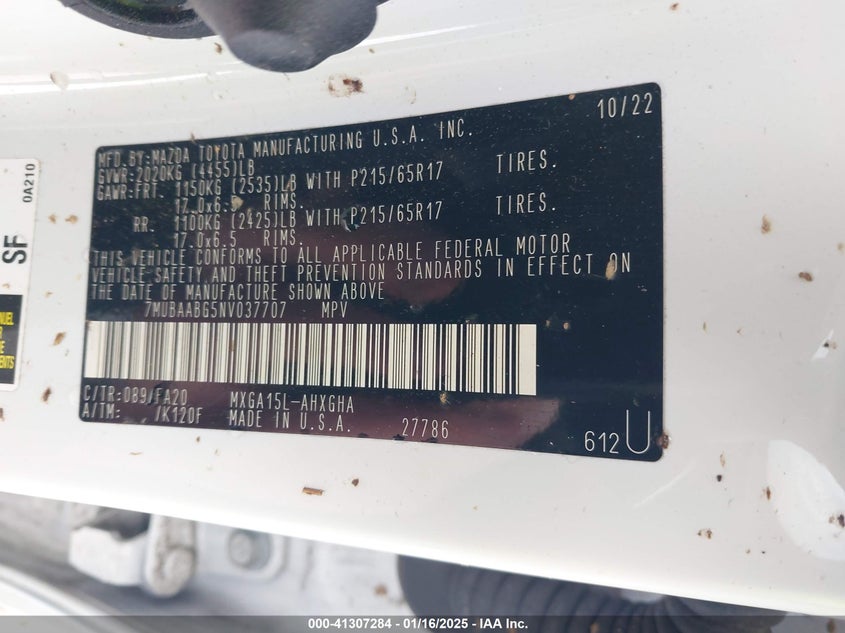 10/22
MFD.BY:MAZDA TOYOTA MANUFACTURING U.S.A. INC.
GVWR:2020KG (4455)LB
GAWR:FRT. 1150KG (2535)LB WITH P215/65R17 TIRES.
17.0x6.5 RIMS.
RR. 1100KG (2425)LB WITH P215/65R17 TIRES.
17.0x6.5 RIMS.
THIS VEHICLE CONFORMS TO ALL APPLICABLE FEDERAL MOTOR
VEHICLE SAFETY AND THEFT PREVENTION STANDARDS IN EFFECT ON
THE DATE OF MANUFACTURE SHOWN ABOVE
7MUBAABG5NV037707 MPV
C/TR:089/FA20 MXGA15L-AHXGHA
A/TM: /K120F MADE IN U.S.A. 27786
612U
0A210
SF
000-41307284 - 01/16/2025 - IAA Inc.